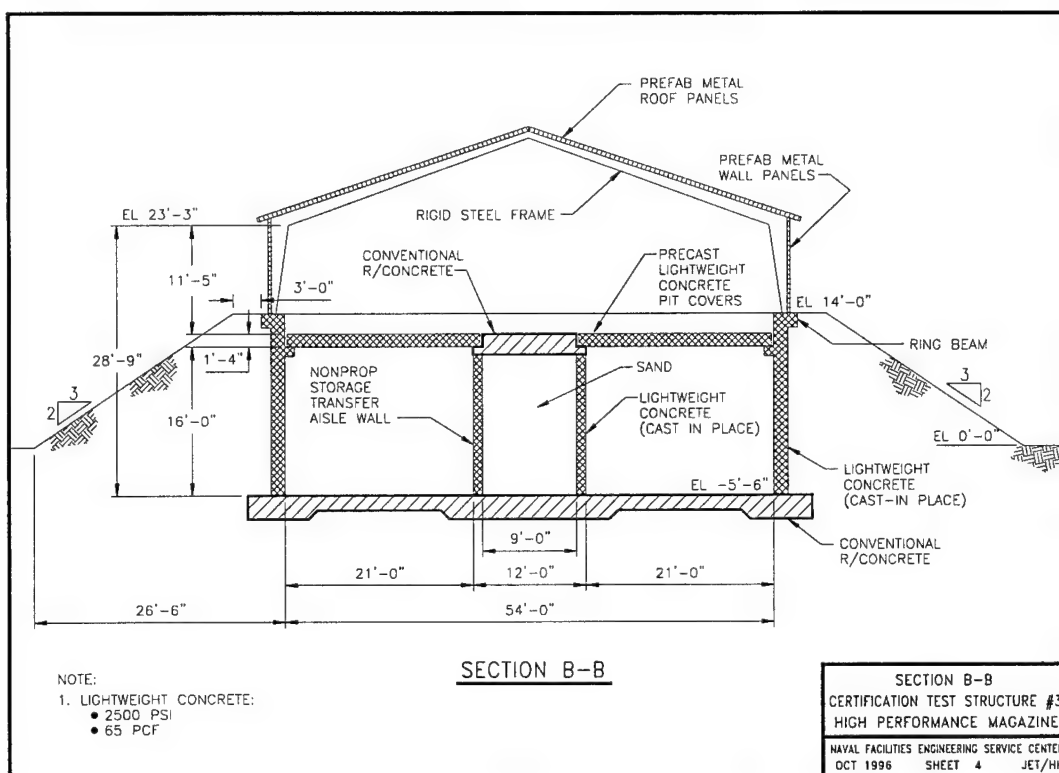 PREFAB METAL
ROOF PANELS
PREFAB METAL
WALL PANELS
EL 23'-3"
RIGID STEEL FRAME
CONVENTIONAL
R/CONCRETE
PRECAST
LIGHTWEIGHT
CONCRETE
PIT COVERS
11'-5"
3'-0"
EL 14'-0"
RING BEAM
28'-9"
1'-4"
NONPROP
STORAGE
TRANSFER
AISLE WALL
SAND
LIGHTWEIGHT
CONCRETE
(CAST IN PLACE)
3
2
3
2
16'-0"
EL 0'-0"
EL -5'-6"
LIGHTWEIGHT
CONCRETE
(CAST-IN PLACE)
CONVENTIONAL
R/CONCRETE
9'-0"
21'-0"
12'-0"
21'-0"
26'-6"
54'-0"
SECTION B-B
NOTE:
1. LIGHTWEIGHT CONCRETE:
• 2500 PSI
• 65 PCF
SECTION B-B
CERTIFICATION TEST STRUCTURE #3
HIGH PERFORMANCE MAGAZINE
NAVAL FACILITIES ENGINEERING SERVICE CENTER
OCT 1996 SHEET 4